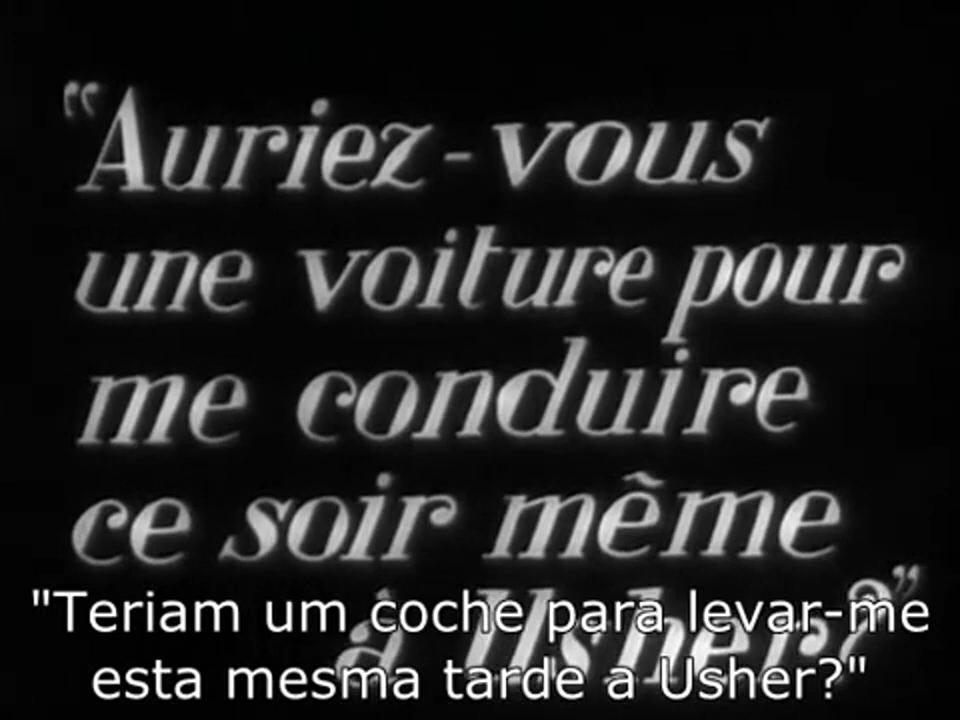 “Auriez-vous
une voiture pour
me conduire
ce soir même
à Usher?”
"Teriam um coche para levar-me
esta mesma tarde a Usher?"